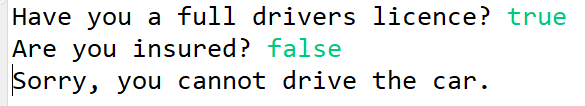 Have you a full drivers licence? true
Are you insured? false
Sorry, you cannot drive the car.